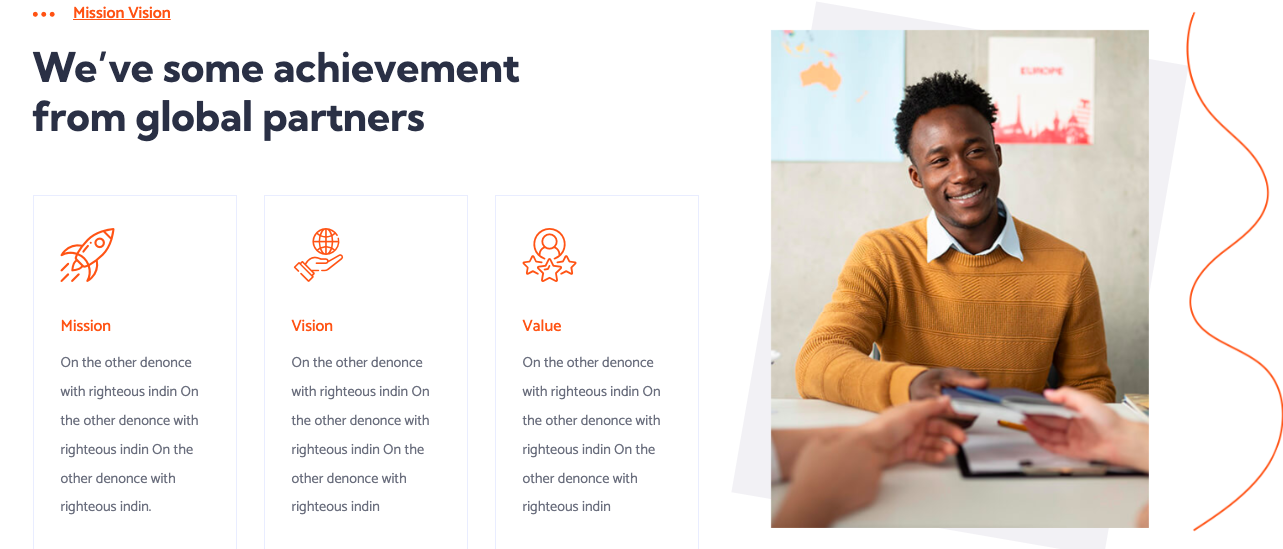 Mission Vision
We've some achievement
from global partners
Mission
On the other denonce
with righteous indin On
the other denonce with
righteous indin On the
other denonce with
righteous indin.
Vision
On the other denonce
with righteous indin On
the other denonce with
righteous indin On the
other denonce with
righteous indin
Value
On the other denonce
with righteous indin On
the other denonce with
righteous indin On the
other denonce with
righteous indin
EUROPE